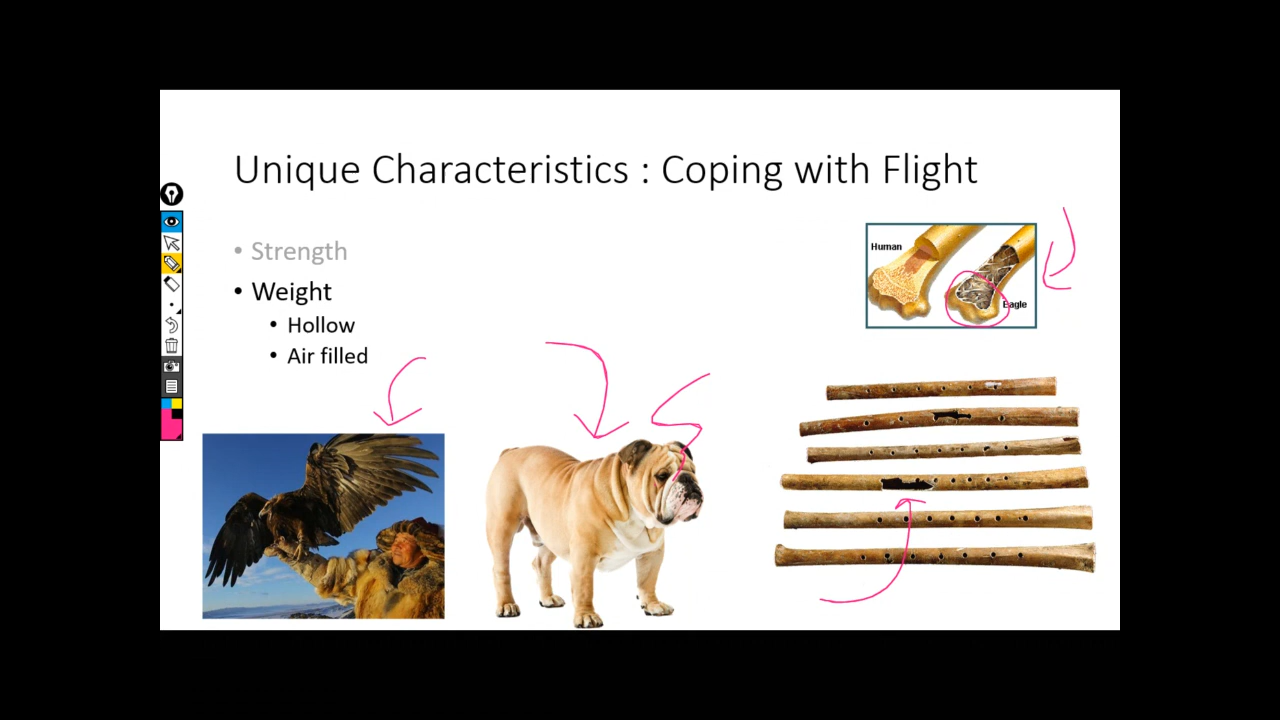 Unique Characteristics : Coping with Flight
• Strength
• Weight
• Hollow
• Air filled
Human
Eagle